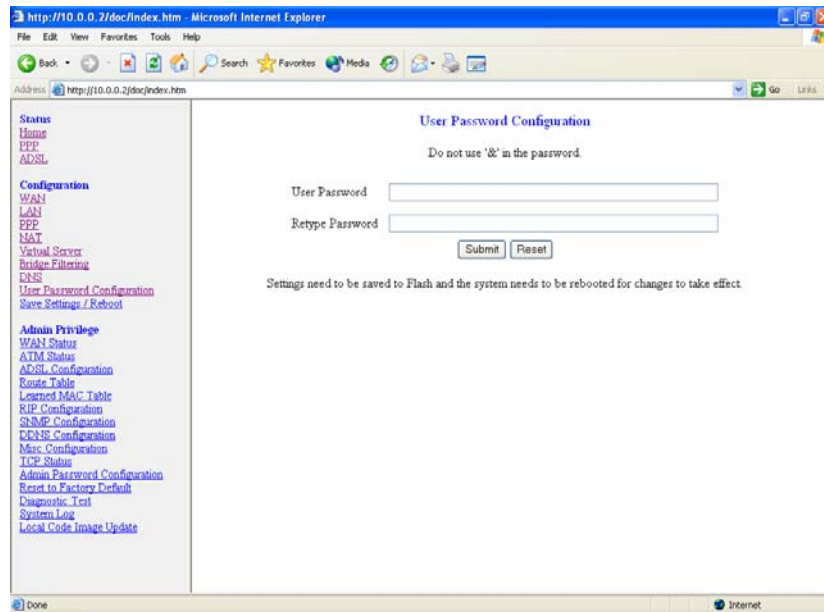 http://10.0.0.2/doc/index.htm - Microsoft Internet Explorer
File Edit View Favorites Tools Help
Back Search Favorites Media
Address http://10.0.0.2/doc/index.htm Go Links
Status
Home
PPP
ADSL
Configuration
WAN
LAN
PPP
NAT
Virtual Server
Bridge Filtering
DNS
User Password Configuration
Save Settings / Reboot
Admin Privilege
WAN Status
ATM Status
ADSL Configuration
Route Table
Learned MAC Table
RIP Configuration
SNMP Configuration
DDNS Configuration
Misc Configuration
TCP Status
Admin Password Configuration
Reset to Factory Default
Diagnostic Test
System Log
Local Code Image Update
User Password Configuration
Do not use '&' in the password.
User Password
Retype Password
Submit Reset
Settings need to be saved to Flash and the system needs to be rebooted for changes to take effect.
Done Internet